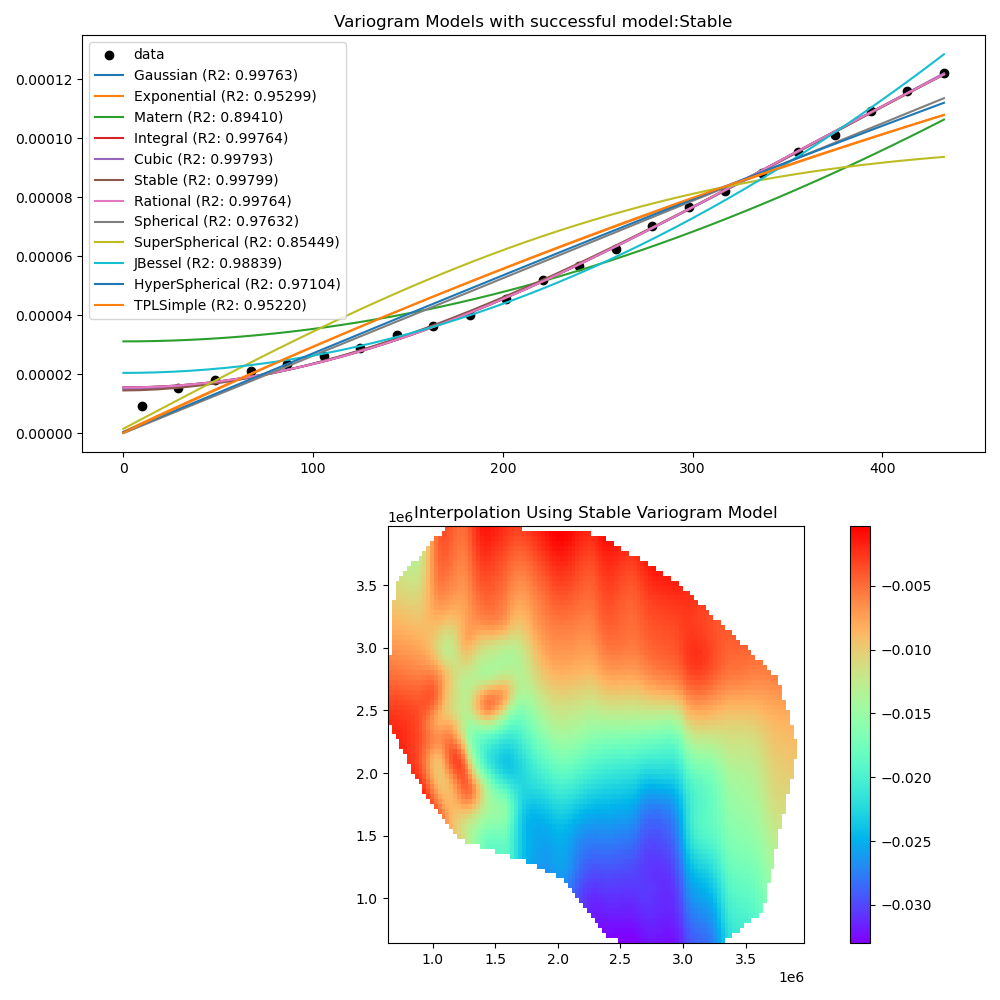 Variogram Models with successful model:Stable
data
Gaussian (R2: 0.99763)
Exponential (R2: 0.95299)
Matern (R2: 0.89410)
Integral (R2: 0.99764)
Cubic (R2: 0.99793)
Stable (R2: 0.99799)
Rational (R2: 0.99764)
Spherical (R2: 0.97632)
SuperSpherical (R2: 0.85449)
JBessel (R2: 0.98839)
HyperSpherical (R2: 0.97104)
TPLSimple (R2: 0.95220)
0.00012
0.00010
0.00008
0.00006
0.00004
0.00002
0.00000
0 100 200 300 400
1e6 Interpolation Using Stable Variogram Model
3.5
3.0
2.5
2.0
1.5
1.0
1.0 1.5 2.0 2.5 3.0 3.5
1e6
−0.005
−0.010
−0.015
−0.020
−0.025
−0.030